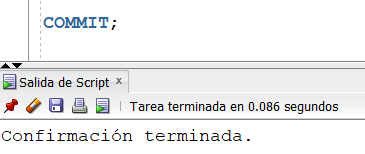 COMMIT;
Salida de Script x
Tarea terminada en 0.086 segundos
Confirmación terminada.